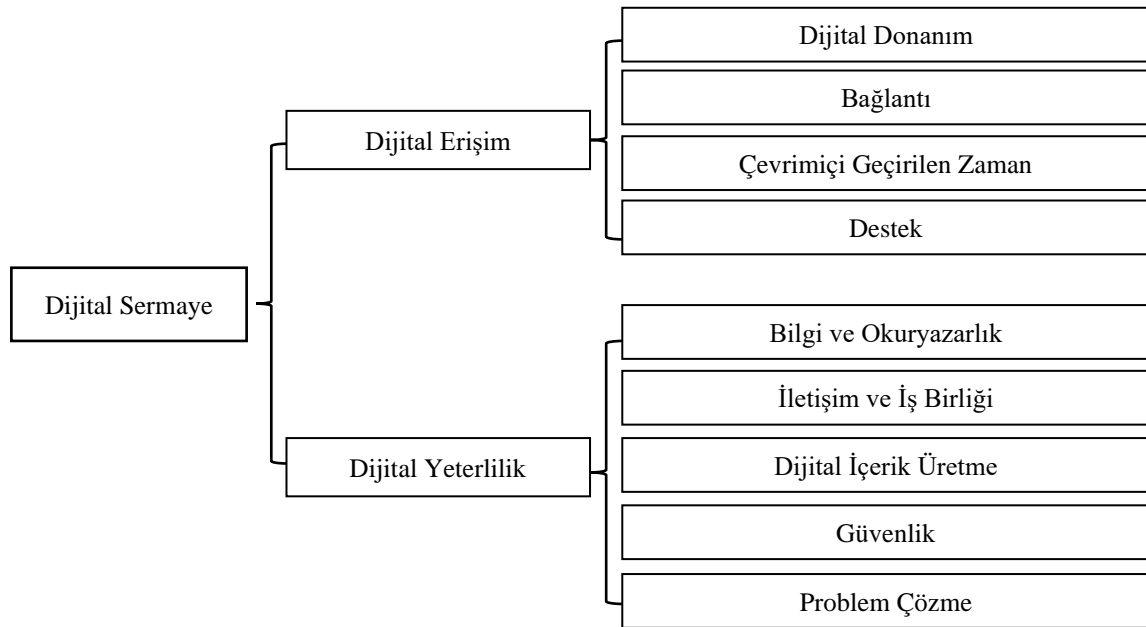 Dijital Sermaye
Dijital Erişim
Dijital Donanım
Bağlantı
Çevrimiçi Geçirilen Zaman
Destek
Dijital Yeterlilik
Bilgi ve Okuryazarlık
İletişim ve İş Birliği
Dijital İçerik Üretme
Güvenlik
Problem Çözme